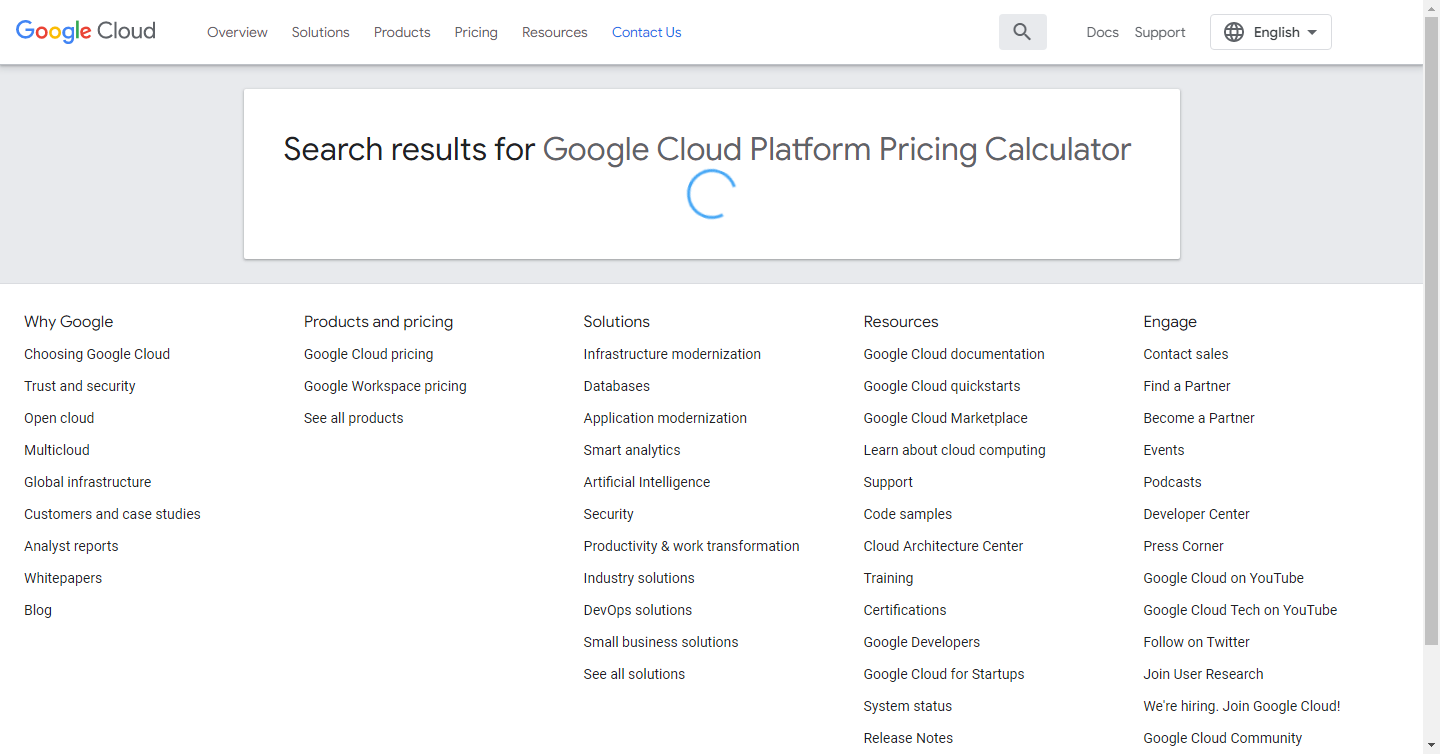 Google Cloud Overview Solutions Products Pricing Resources Contact Us Docs Support English
Search results for Google Cloud Platform Pricing Calculator
Why Google
Choosing Google Cloud
Trust and security
Open cloud
Multicloud
Global infrastructure
Customers and case studies
Analyst reports
Whitepapers
Blog
Products and pricing
Google Cloud pricing
Google Workspace pricing
See all products
Solutions
Infrastructure modernization
Databases
Application modernization
Smart analytics
Artificial Intelligence
Security
Productivity & work transformation
Industry solutions
DevOps solutions
Small business solutions
See all solutions
Resources
Google Cloud documentation
Google Cloud quickstarts
Google Cloud Marketplace
Learn about cloud computing
Support
Code samples
Cloud Architecture Center
Training
Certifications
Google Developers
Google Cloud for Startups
System status
Release Notes
Engage
Contact sales
Find a Partner
Become a Partner
Events
Podcasts
Developer Center
Press Corner
Google Cloud on YouTube
Google Cloud Tech on YouTube
Follow on Twitter
Join User Research
We're hiring. Join Google Cloud!
Google Cloud Community